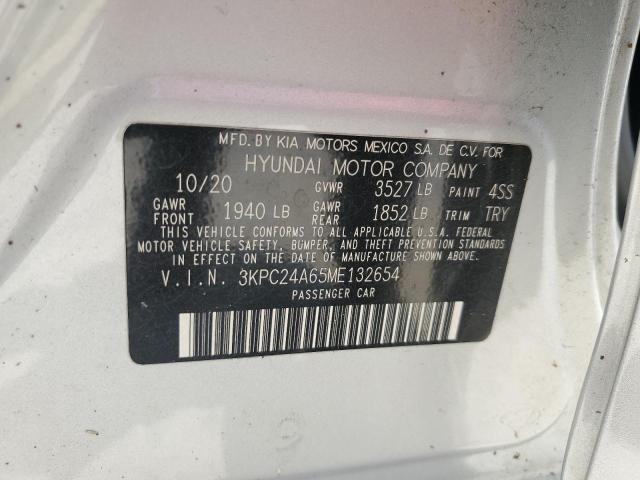 MFD. BY KIA MOTORS MEXICO S.A. DE C.V. FOR
HYUNDAI MOTOR COMPANY
10/20 GVWR 3527 LB PAINT 4SS
GAWR FRONT 1940 LB GAWR REAR 1852 LB TRIM TRY
THIS VEHICLE CONFORMS TO ALL APPLICABLE U.S.A. FEDERAL
MOTOR VEHICLE SAFETY, BUMPER, AND THEFT PREVENTION STANDARDS
IN EFFECT ON THE DATE OF MANUFACTURE SHOWN ABOVE.
V.I.N. 3KPC24A65ME132654
PASSENGER CAR